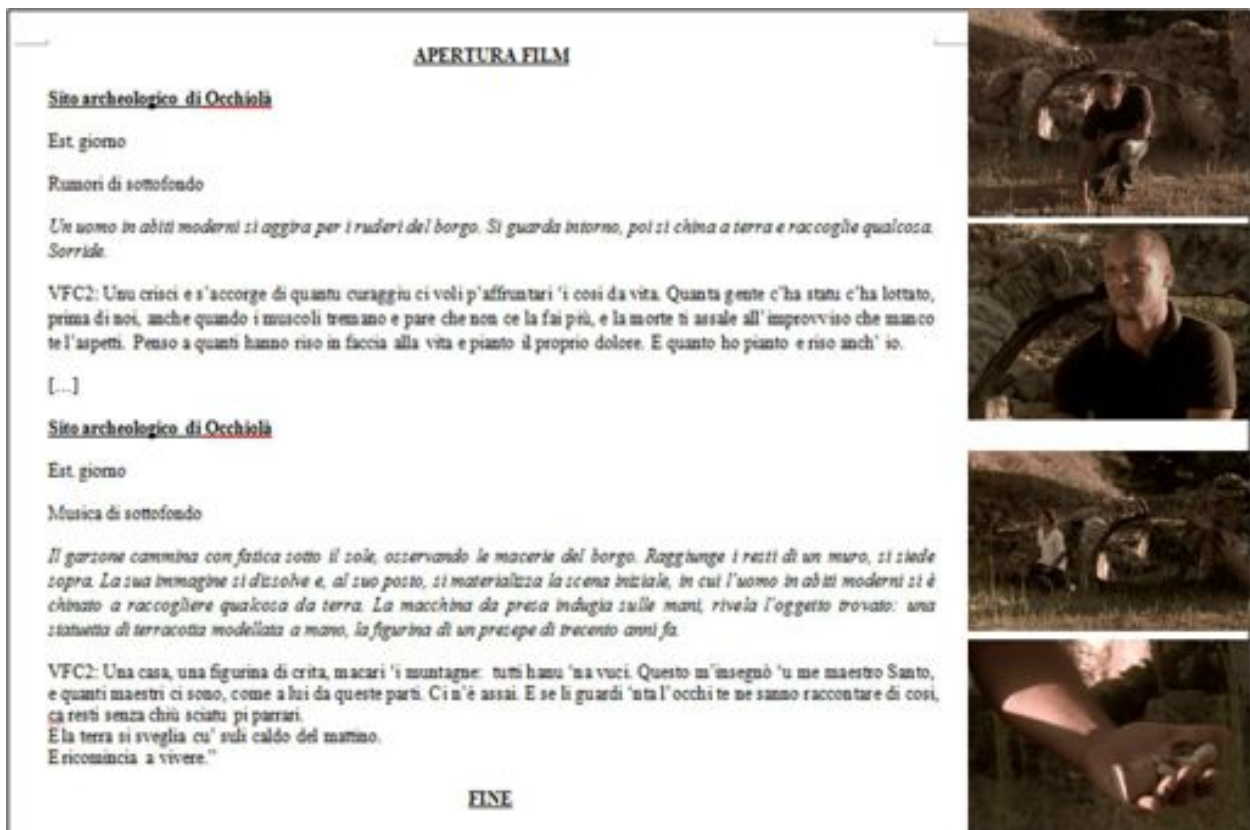 APERTURA FILM
Sito archeologico di Occhiolà
Est. giorno
Rumori di sottofondo
Un uomo in abiti moderni si aggira per i ruderi del borgo. Si guarda intorno, poi si china a terra e raccoglie qualcosa.
Sorride.
VFC2: Unu crisci e s'accorge di quantu curaggiu ci voli p'affruntari 'i cosi da vita. Quanta gente c'ha statu c'ha lottato,
prima di noi, anche quando i muscoli tremano e pare che non ce la fai più, e la morte ti assale all'improvviso che manco
te l'aspetti. Penso a quanti hanno riso in faccia alla vita e pianto il proprio dolore. E quanto ho pianto e riso anch' io.
[...]
Sito archeologico di Occhiolà
Est. giorno
Musica di sottofondo
Il garzone cammina con fatica sotto il sole, osservando le macerie del borgo. Raggiunge i resti di un muro, si siede
sopra. La sua immagine si dissolve e, al suo posto, si materializza la scena iniziale, in cui l'uomo in abiti moderni si è
chinato a raccogliere qualcosa da terra. La macchina da presa indugia sulle mani, rivela l'oggetto trovato: una
statuetta di terracotta modellata a mano, la figurina di un presepe di trecento anni fa.
VFC2: Una casa, una figurina di crita, macari 'i muntagne: tutti hanu 'na vuci. Questo m'insegnò 'u me maestro Santo,
e quanti maestri ci sono, come a lui da queste parti. Ci n'è assai. E se li guardi 'nta l'occhi te ne sanno raccontare di cosi,
ca resti senza chiù sciatu pi parrari.
E la terra si sveglia cu' suli caldo del mattino.
E ricomincia a vivere.”
FINE